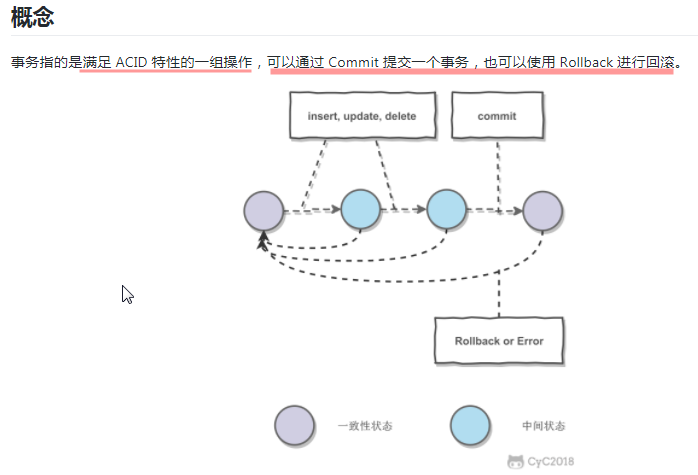 概念
事务指的是满足 ACID 特性的一组操作，可以通过 Commit 提交一个事务，也可以使用 Rollback 进行回滚。
insert, update, delete
commit
Rollback or Error
一致性状态
中间状态
CyC2018